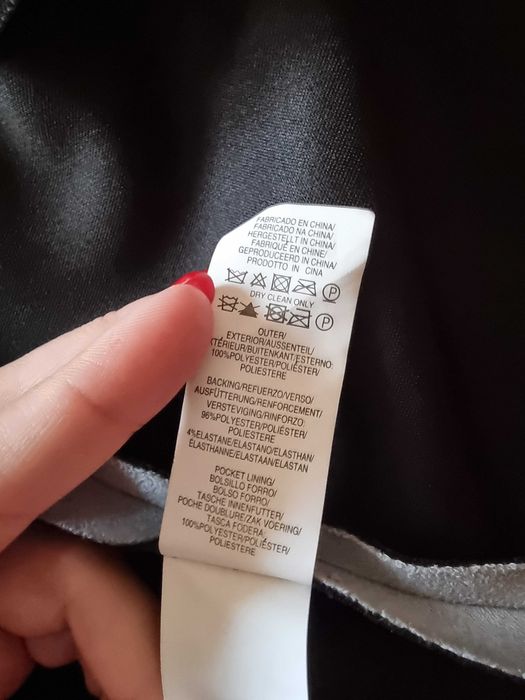 FABRICADO EN CHINA/
FABRICADO NA CHINA/
HERGESTELLT IN CHINA/
FABRIQUÉ EN CHINE/
GEPRODUCEERD IN CHINA/
PRODOTTO IN CINA
P
DRY CLEAN ONLY
P
OUTER/
EXTERIOR/AUSSENTEIL/
XTÉRIEUR/BUITENKANT/ESTERNO:
100%POLYESTER/POLIÉSTER/
POLIESTERE
BACKING/REFUERZO/VERSO/
AUSFÜTTERUNG/RENFORCEMENT/
VERSTEVIGING/RINFORZO:
96%POLYESTER/POLIÉSTER/
POLIESTERE
4%ELASTANE/ELASTANO/ELASTHAN/
ÉLASTHANNE/ELASTAAN/ELASTAN
POCKET LINING/
BOLSILLO FORRO/
BOLSO FORRO/
TASCHE INNENFUTTER/
POCHE DOUBLURE/ZAK VOERING/
TASCA FODERA:
100%POLYESTER/POLIÉSTER/
POLIESTERE